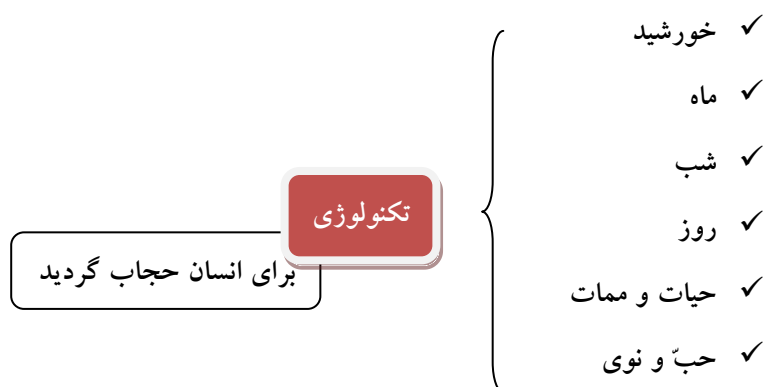 ✓ خورشید
✓ ماه
✓ شب
✓ روز
✓ حیات و ممات
✓ حبّ و نوی
تکنولوژی
برای انسان حجاب گردید